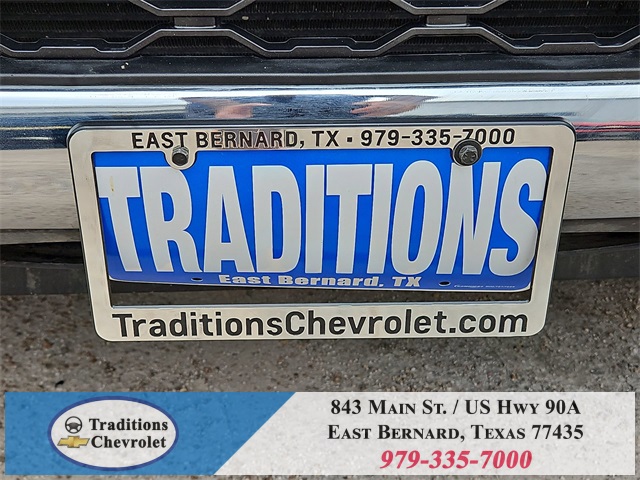 EAST BERNARD, TX • 979-335-7000
TRADITIONS
East Bernard, TX
TraditionsChevrolet.com
Traditions
Chevrolet
843 Main St. / US Hwy 90A
East Bernard, Texas 77435
979-335-7000